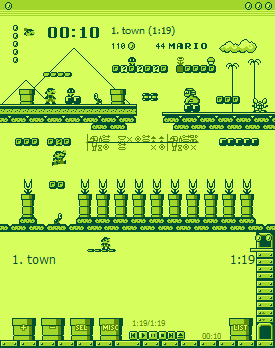 00:10
1. town (1:19)
110 44 MARIO
1. town 1:19
1:19/1:19
+ - SEL MISC 00:10 LIST